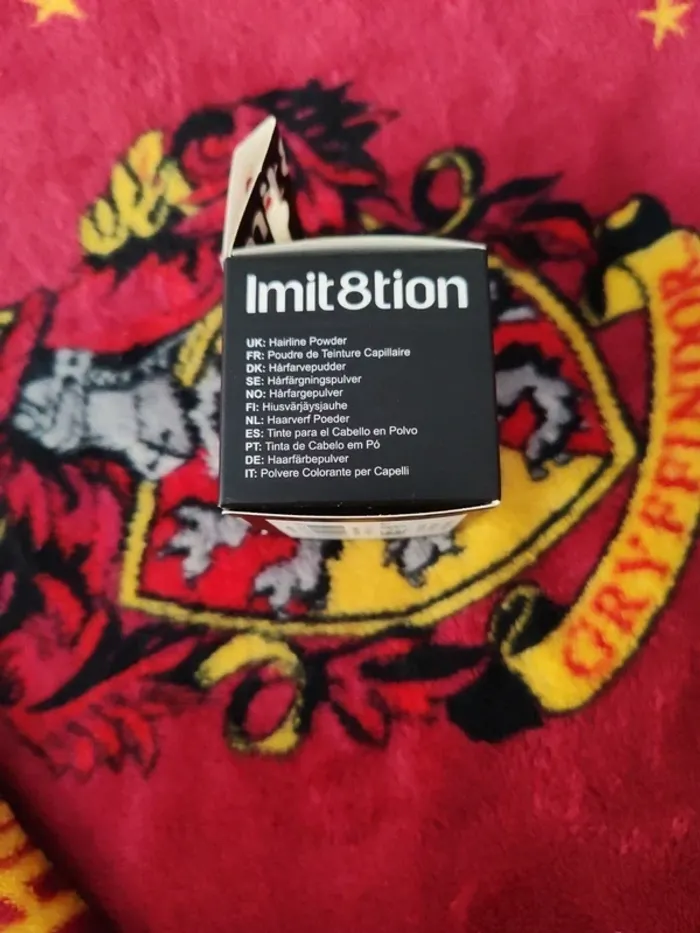 Imit8tion
UK: Hairline Powder
FR: Poudre de Teinture Capillaire
DK: Hårfarvepudder
SE: Hårfärgningspulver
NO: Hårfargepulver
FI: Hiusvärjäysjauhe
NL: Haarverf Poeder
ES: Tinte para el Cabello en Polvo
PT: Tinta de Cabelo em Pó
DE: Haarfärbepulver
IT: Polvere Colorante per Capelli
GRYFFINDOR